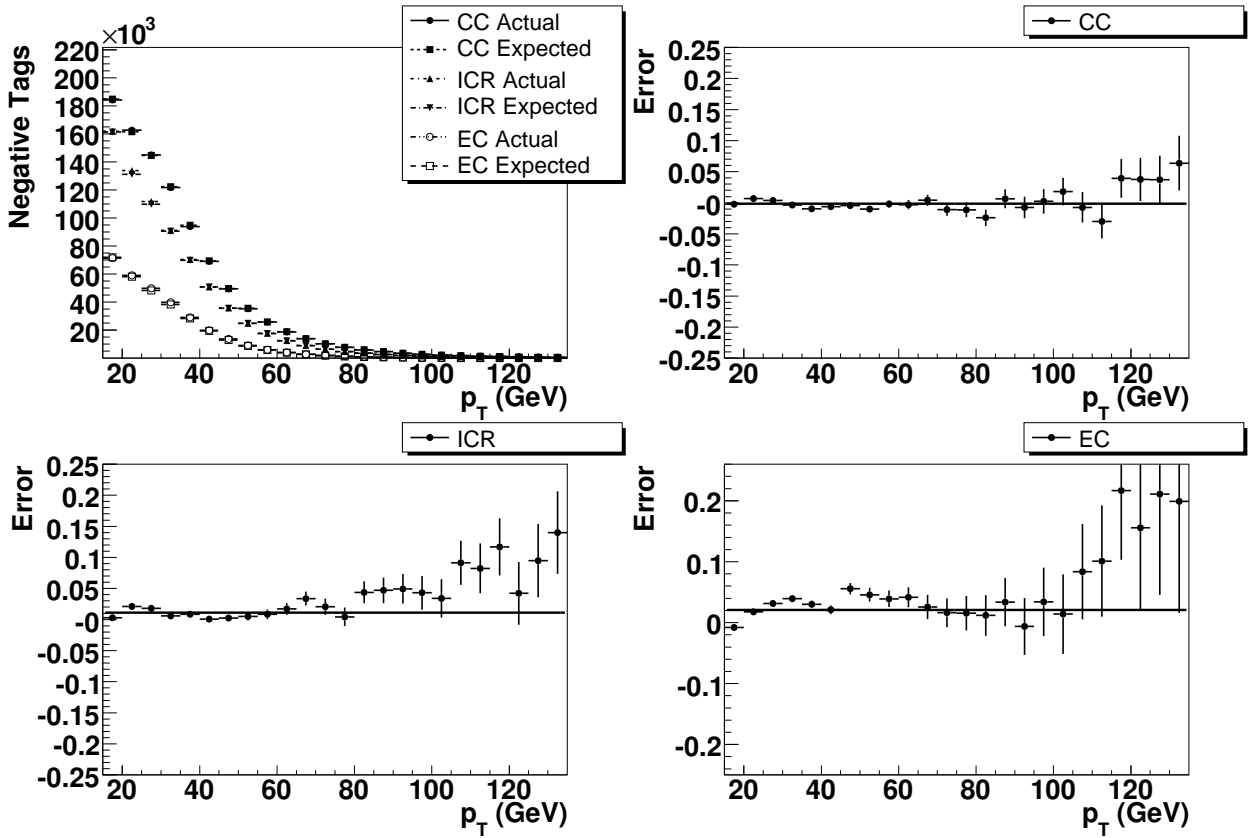 ×10³
Negative Tags
220
200
180
160
140
120
100
80
60
40
20
20 40 60 80 100 120
p_T (GeV)
CC Actual
CC Expected
ICR Actual
ICR Expected
EC Actual
EC Expected
CC
Error
0.25
0.2
0.15
0.1
0.05
-0
-0.05
-0.1
-0.15
-0.2
-0.25
20 40 60 80 100 120
p_T (GeV)
ICR
Error
0.25
0.2
0.15
0.1
0.05
-0
-0.05
-0.1
-0.15
-0.2
-0.25
20 40 60 80 100 120
p_T (GeV)
EC
Error
0.2
0.1
0
-0.1
-0.2
20 40 60 80 100 120
p_T (GeV)